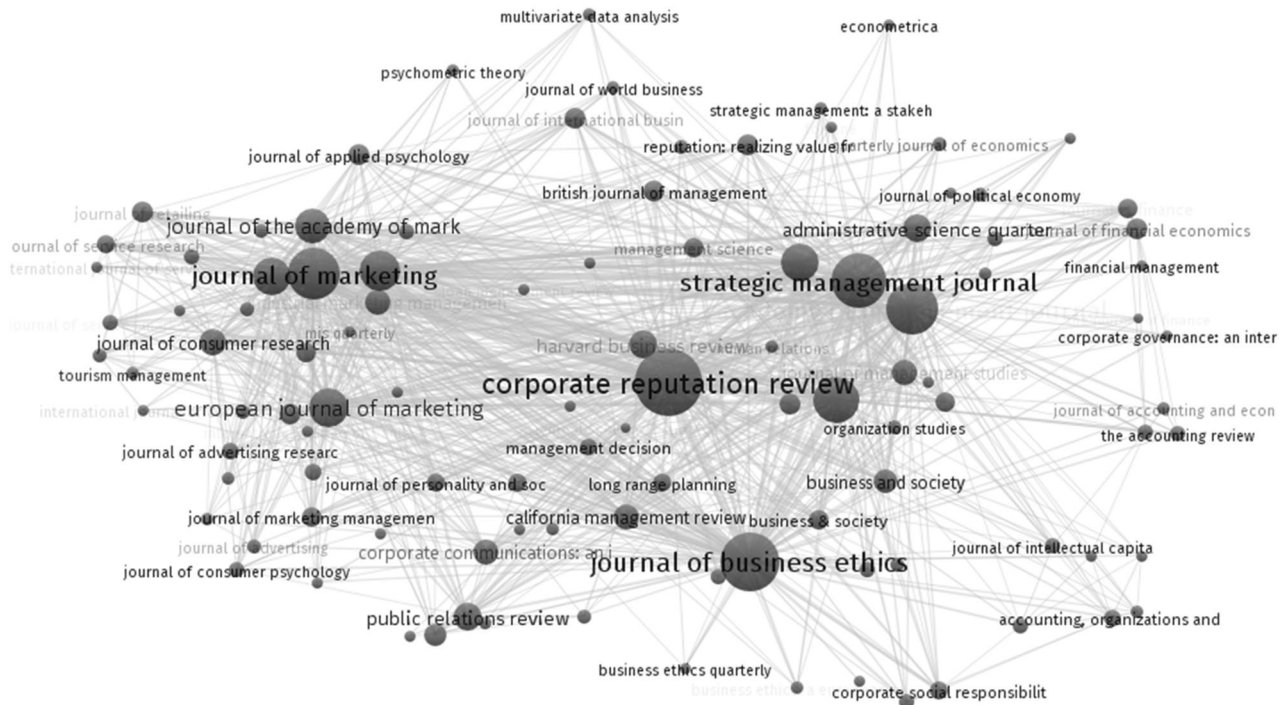 multivariate data analysis
econometrica
psychometric theory
journal of world business
strategic management: a stakeh
journal of international busin
reputation: realizing value fr
quarterly journal of economics
journal of applied psychology
british journal of management
journal of political economy
journal of retailing
journal of the academy of mark
administrative science quarter
journal of financial economics
journal of service research
management science
financial management
journal of marketing
strategic management journal
mis quarterly
corporate governance: an inter
journal of consumer research
harvard business review
human relations
tourism management
journal of management studies
corporate reputation review
european journal of marketing
journal of accounting and econ
organization studies
the accounting review
journal of advertising researc
management decision
journal of personality and soc
long range planning
business and society
journal of marketing managemen
california management review
business & society
journal of advertising
corporate communications: an i
journal of intellectual capita
journal of business ethics
journal of consumer psychology
public relations review
accounting, organizations and
business ethics quarterly
corporate social responsibilit